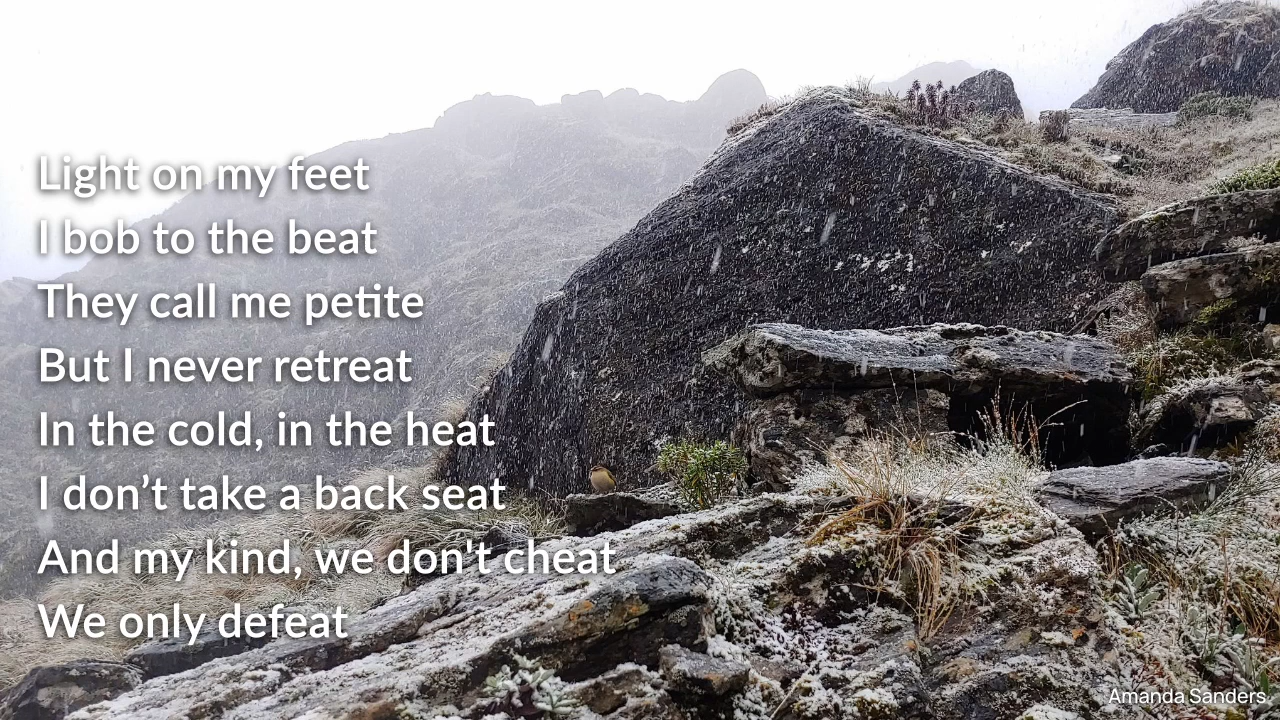 Light on my feet
I bob to the beat
They call me petite
But I never retreat
In the cold, in the heat
I don’t take a back seat
And my kind, we don't cheat
We only defeat
Amanda Sanders